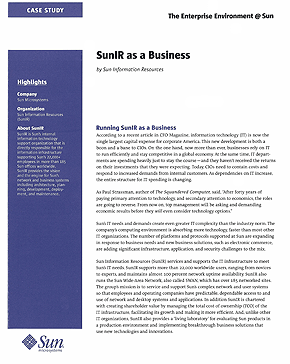 CASE STUDY
The Enterprise Environment @ Sun
SunIR as a Business
by Sun Information Resources
Highlights
Company
Sun Microsystems
Organization
Sun Information Resources
(SunIR)
About SunIR
SunIR is Sun's internal
information technology
support organization that is
directly responsible for the
information infrastructure
supporting Sun's 20,000+
employees in more than 185
Sun offices worldwide.
SunIR provides the vision
and the engine for Sun's
network and business systems,
including architecture, plan-
ning, development, deploy-
ment, and maintenance.
Running SunIR as a Business
According to a recent article in CFO Magazine, information technology (IT) is now the
single largest capital expense for corporate America. This new development is both a
boon and a bane to CIOs. On the one hand, now more than ever, businesses rely on IT
to run efficiently and stay competitive in a global economy. At the same time, IT depart-
ments are spending heavily just to stay the course—and they haven't received the returns
on their investments that they were expecting. Today CIOs need to contain costs and
respond to increased demands from internal customers. As dependencies on IT increase,
the entire structure for IT spending is changing.
As Paul Strassman, author of The Squandered Computer, said, "After forty years of
paying primary attention to technology, and secondary attention to economics, the roles
are going to reverse. From now on, top management will be asking and demanding
economic results before they will even consider technology options."
SunIT needs and demands create even greater IT complexity than the industry norm. The
company's computing environment is absorbing more technology, faster than most other
IT organizations. The number of platforms and protocols supported at Sun are expanding
in response to business needs and new business solutions, such as electronic commerce,
are adding significant infrastructure, application, and security challenges to the mix.
Sun Information Resources (SunIR) services and supports the IT infrastructure to meet
SunIT needs. SunIR supports more than 22,000 worldwide users, ranging from novices
to experts, and maintains almost 100 percent network uptime availability. SunIR also
runs the Sun Wide-Area Network, also called SWAN, which has over 185 networked sites.
The group's mission is to service and support Sun's complex network and users systems
so that employees and operating companies have predictable, dependable access to and
use of network and desktop systems and applications. In addition SunIR is chartered
with creating shareholder value by managing the total cost of ownership (TCO) of the
IT infrastructure, facilitating its growth and making it more efficient. And, unlike other
IT organizations, SunIR also provides a 'living laboratory' for evaluating Sun products in
a production environment and implementing breakthrough business solutions that
use new technologies and innovations.
Sun
microsystems